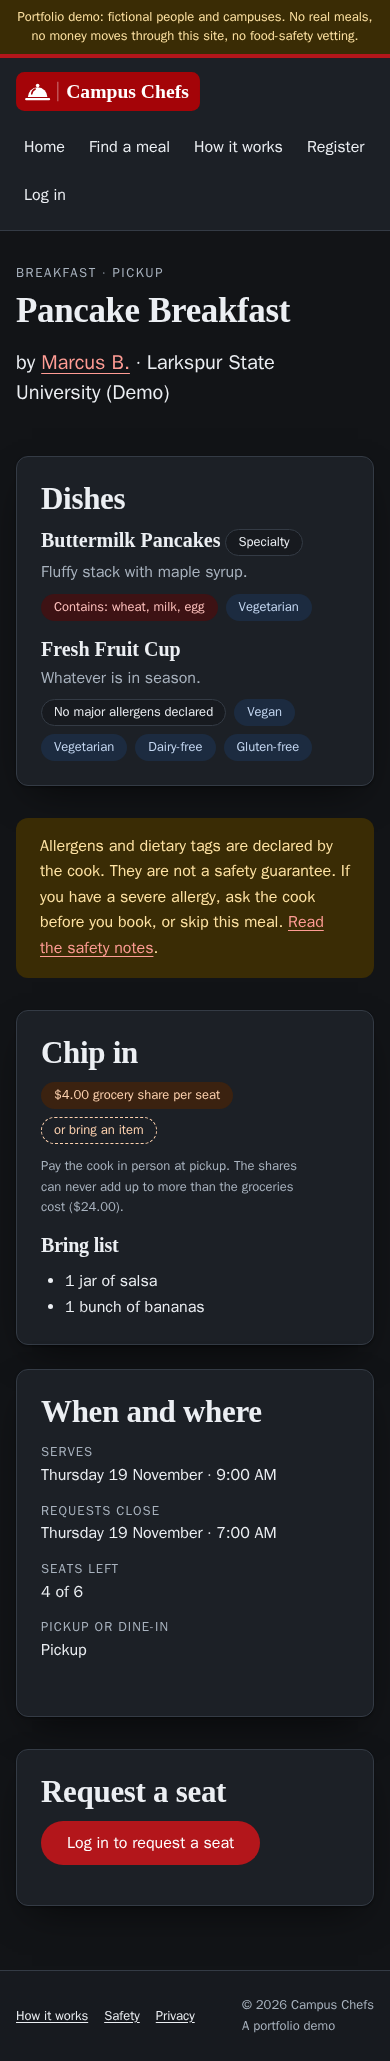 Portfolio demo: fictional people and campuses. No real meals,
no money moves through this site, no food-safety vetting.
Campus Chefs
Home Find a meal How it works Register
Log in
BREAKFAST · PICKUP
Pancake Breakfast
by Marcus B. · Larkspur State
University (Demo)
Dishes
Buttermilk Pancakes Specialty
Fluffy stack with maple syrup.
Contains: wheat, milk, egg Vegetarian
Fresh Fruit Cup
Whatever is in season.
No major allergens declared Vegan
Vegetarian Dairy-free Gluten-free
Allergens and dietary tags are declared by
the cook. They are not a safety guarantee. If
you have a severe allergy, ask the cook
before you book, or skip this meal. Read
the safety notes.
Chip in
$4.00 grocery share per seat
or bring an item
Pay the cook in person at pickup. The shares
can never add up to more than the groceries
cost ($24.00).
Bring list
• 1 jar of salsa
• 1 bunch of bananas
When and where
SERVES
Thursday 19 November · 9:00 AM
REQUESTS CLOSE
Thursday 19 November · 7:00 AM
SEATS LEFT
4 of 6
PICKUP OR DINE-IN
Pickup
Request a seat
Log in to request a seat
How it works Safety Privacy
© 2026 Campus Chefs
A portfolio demo